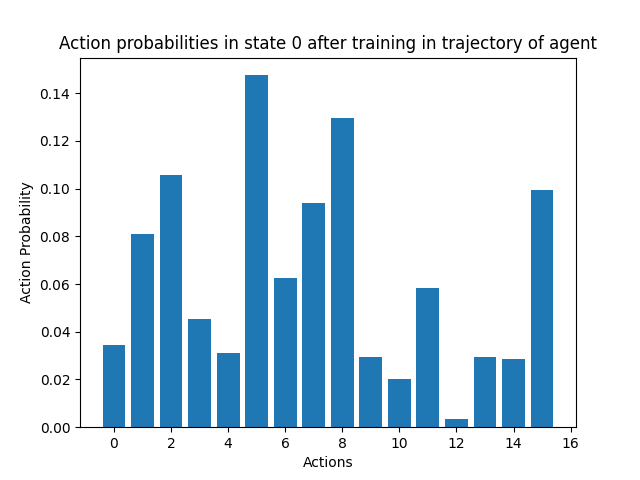 Action probabilities in state 0 after training in trajectory of agent
0.14
0.12
0.10
0.08
0.06
0.04
0.02
0.00
Action Probability
0 2 4 6 8 10 12 14 16
Actions